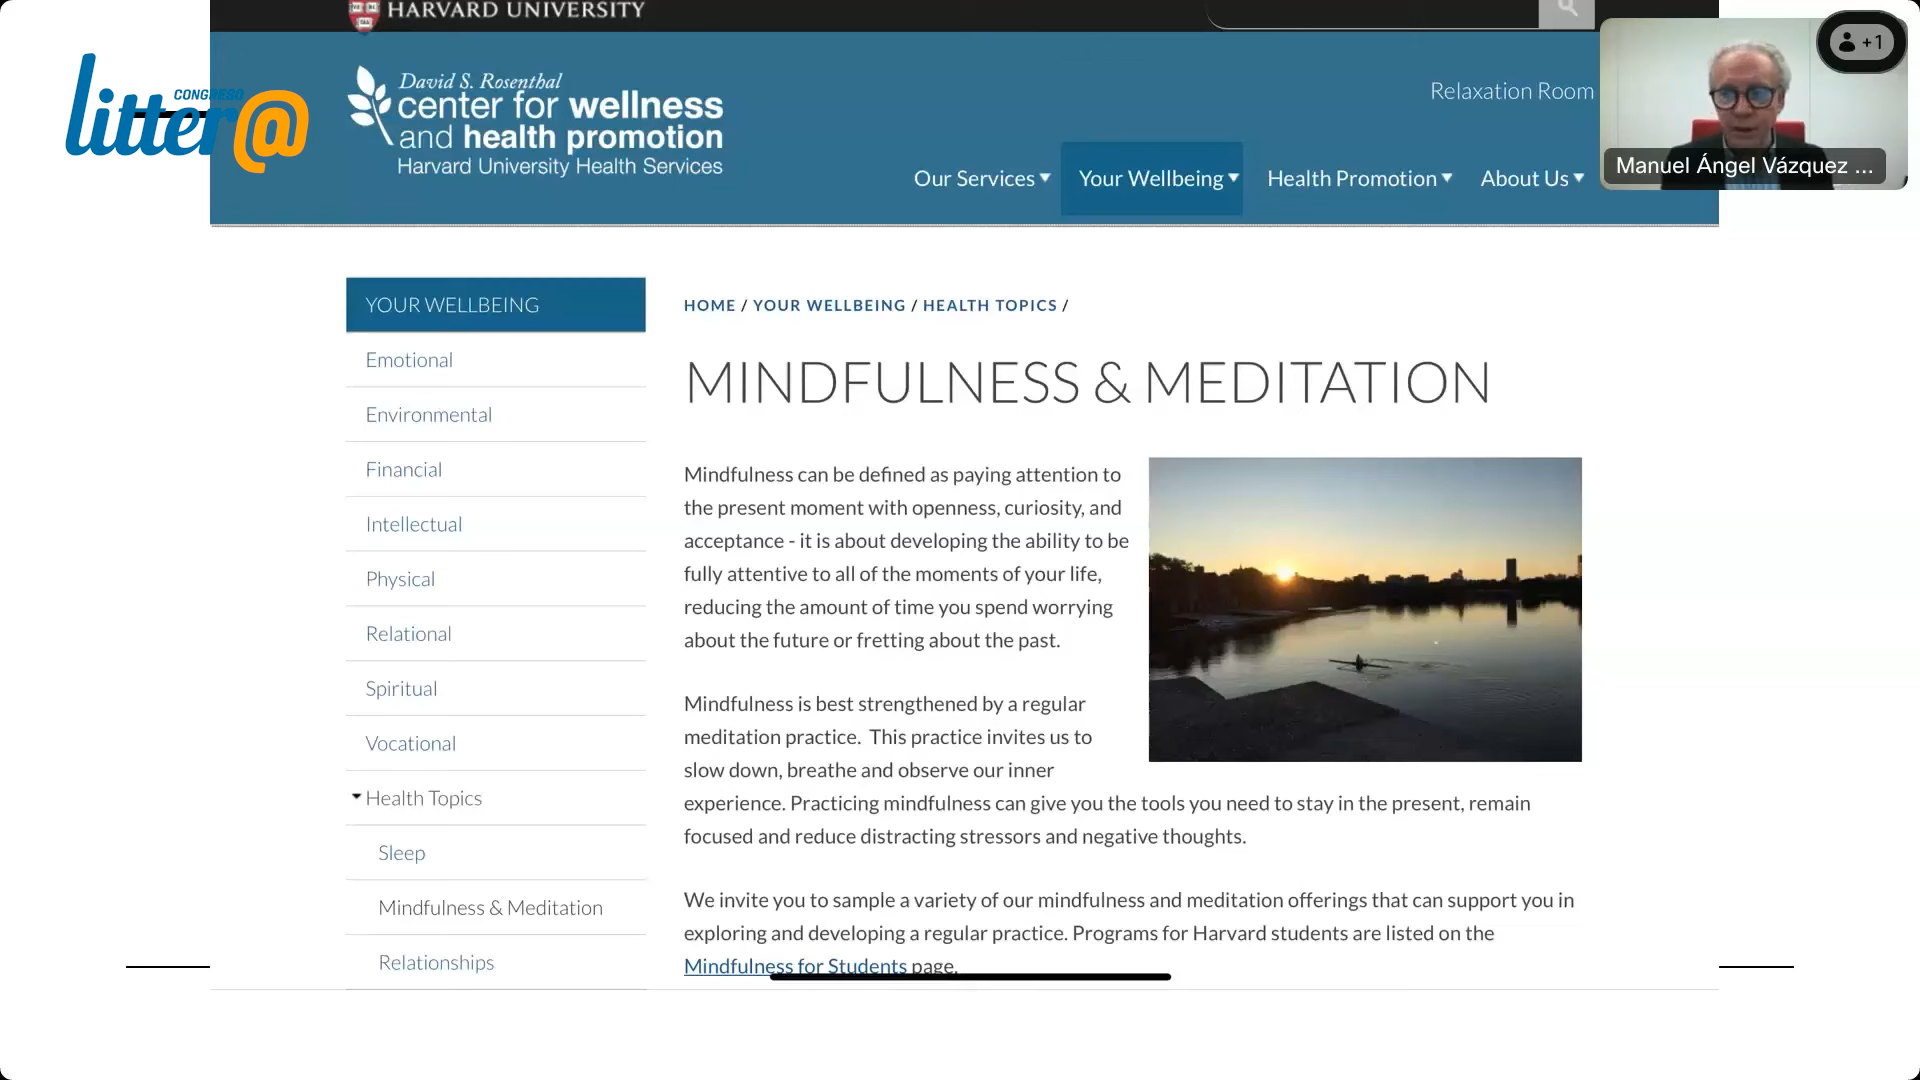 HARVARD UNIVERSITY
CONGRESO
litter@
David S. Rosenthal
center for wellness
and health promotion
Harvard University Health Services
Relaxation Room
+1
Manuel Ángel Vázquez ...
Our Services
Your Wellbeing
Health Promotion
About Us
YOUR WELLBEING
Emotional
Environmental
Financial
Intellectual
Physical
Relational
Spiritual
Vocational
Health Topics
Sleep
Mindfulness & Meditation
Relationships
HOME / YOUR WELLBEING / HEALTH TOPICS /
MINDFULNESS & MEDITATION
Mindfulness can be defined as paying attention to
the present moment with openness, curiosity, and
acceptance - it is about developing the ability to be
fully attentive to all of the moments of your life,
reducing the amount of time you spend worrying
about the future or fretting about the past.
Mindfulness is best strengthened by a regular
meditation practice.  This practice invites us to
slow down, breathe and observe our inner
experience. Practicing mindfulness can give you the tools you need to stay in the present, remain
focused and reduce distracting stressors and negative thoughts.
We invite you to sample a variety of our mindfulness and meditation offerings that can support you in
exploring and developing a regular practice. Programs for Harvard students are listed on the
Mindfulness for Students page.